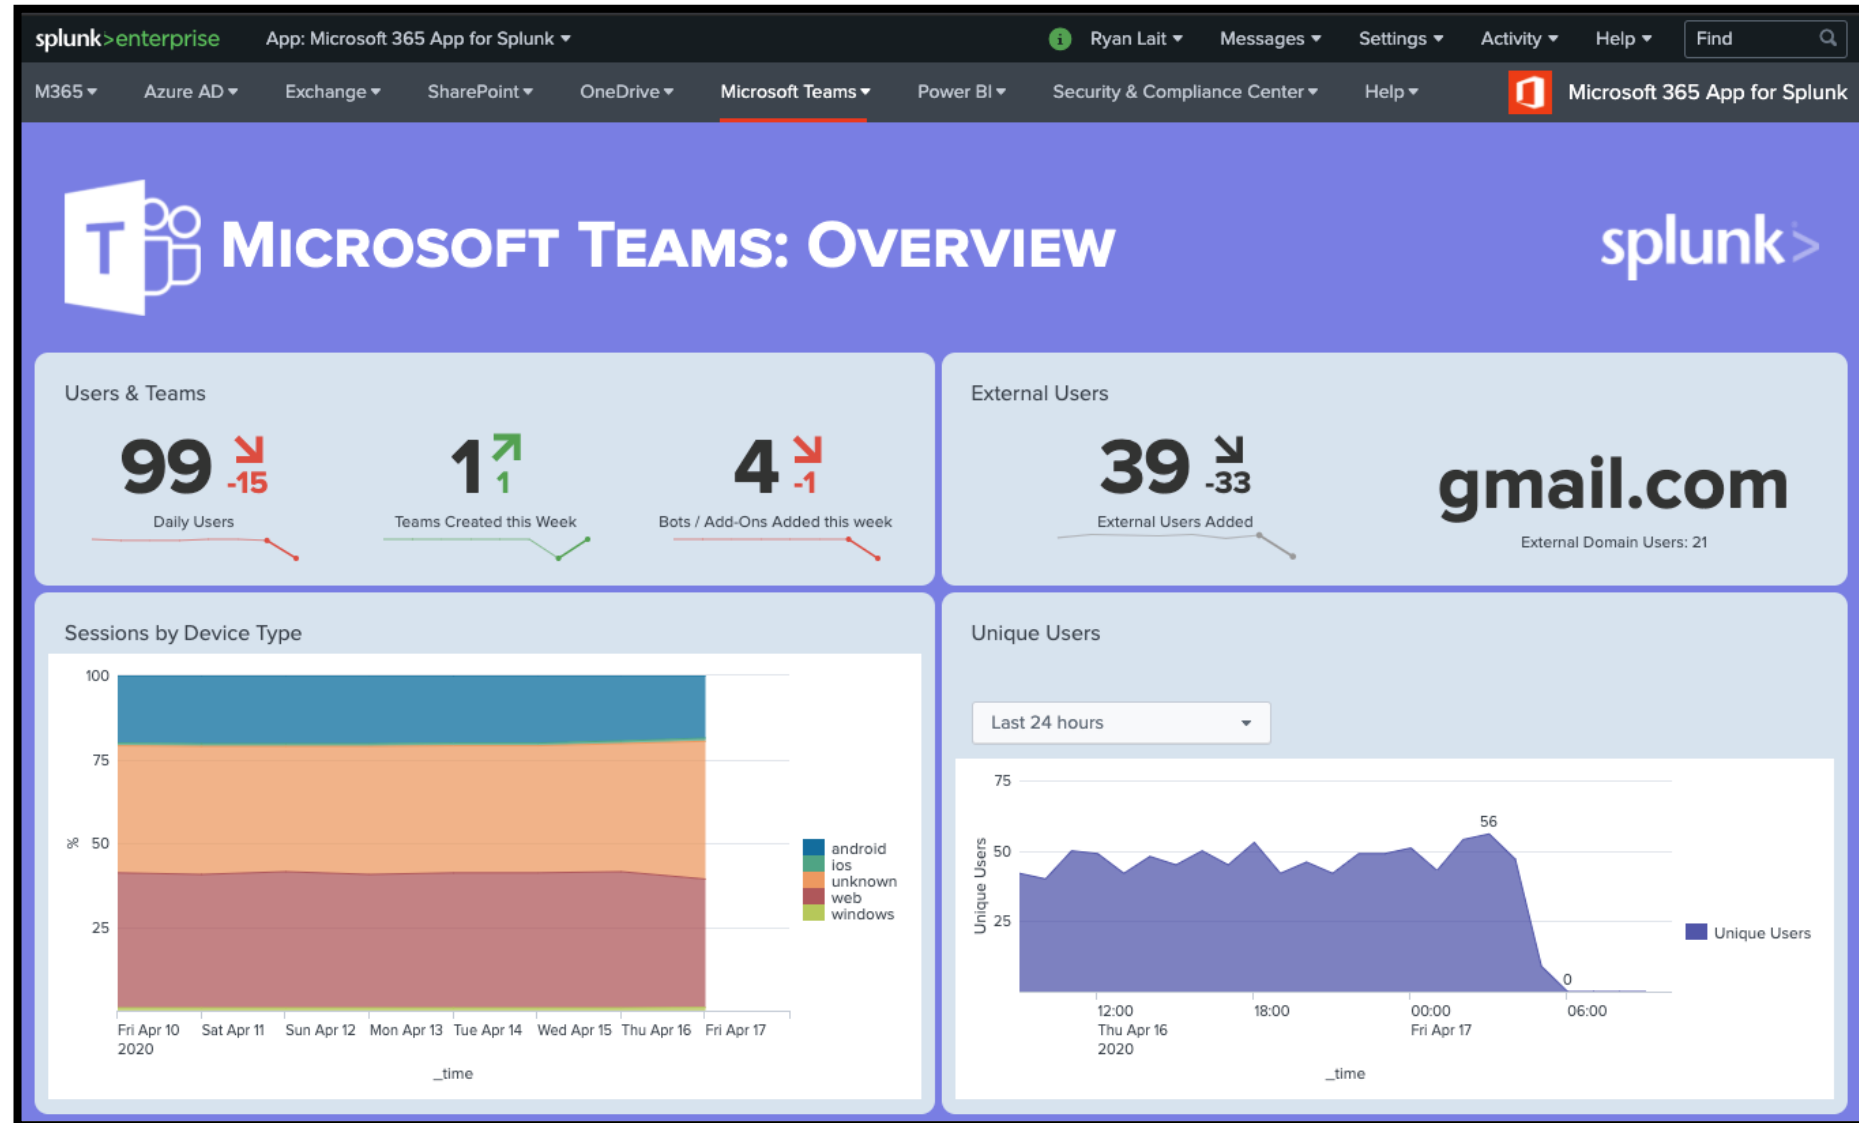 splunk>enterprise App: Microsoft 365 App for Splunk i Ryan Lait Messages Settings Activity Help Find
M365 Azure AD Exchange SharePoint OneDrive Microsoft Teams Power BI Security & Compliance Center Help Microsoft 365 App for Splunk
T MICROSOFT TEAMS: OVERVIEW splunk>
Users & Teams
99 -15
Daily Users
1 1
Teams Created this Week
4 -1
Bots / Add-Ons Added this week
External Users
39 -33
External Users Added
gmail.com
External Domain Users: 21
Sessions by Device Type
100
75
50
25
%
Fri Apr 10 Sat Apr 11 Sun Apr 12 Mon Apr 13 Tue Apr 14 Wed Apr 15 Thu Apr 16 Fri Apr 17
2020
_time
android
ios
unknown
web
windows
Unique Users
Last 24 hours
75
50
25
Unique Users
56
0
12:00 18:00 00:00 06:00
Thu Apr 16 Fri Apr 17
2020
_time
Unique Users